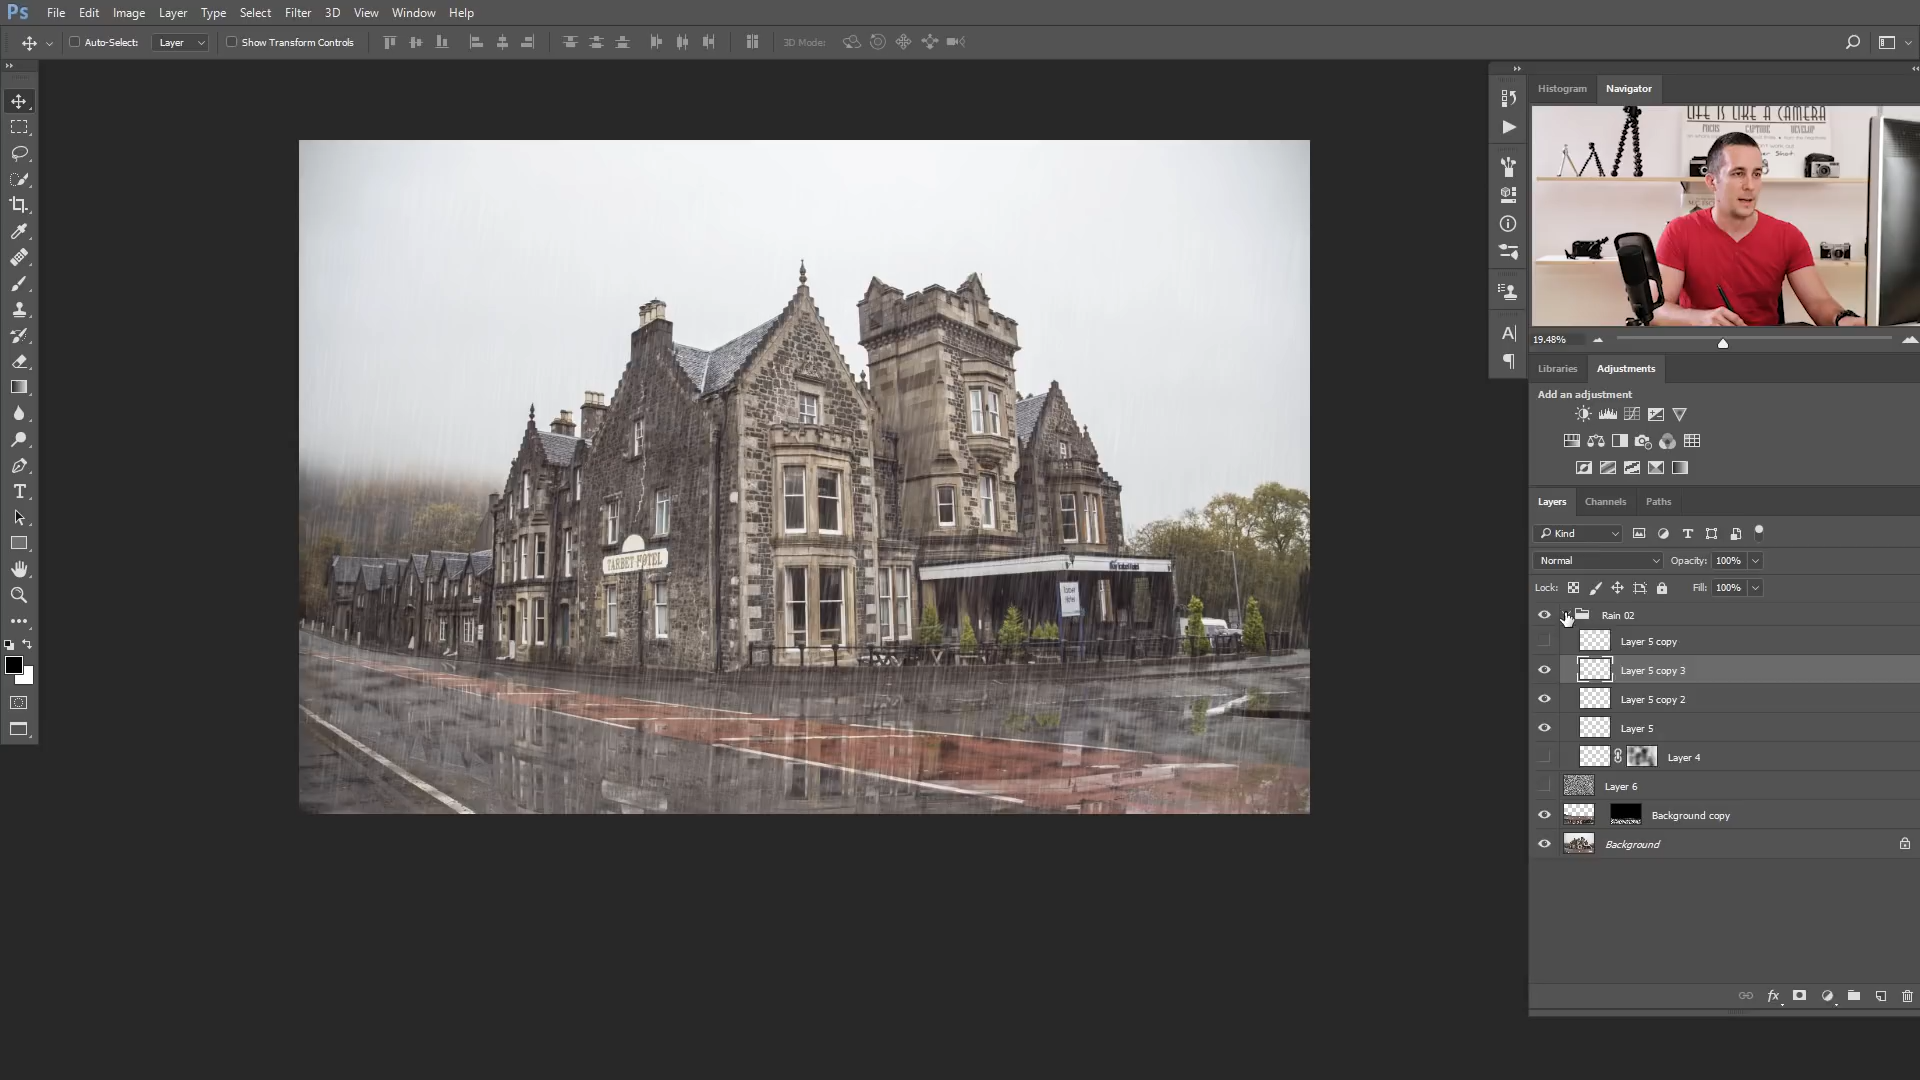 Ps File Edit Image Layer Type Select Filter 3D View Window Help
Auto-Select: Layer Show Transform Controls 3D Mode:
Histogram Navigator
LIFE IS LIKE A CAMERA
FOCUS CAPTURE DEVELOP
19.48%
Libraries Adjustments
Add an adjustment
Layers Channels Paths
Kind
Normal Opacity: 100%
Lock: Fill: 100%
Rain 02
Layer 5 copy
Layer 5 copy 3
Layer 5 copy 2
Layer 5
Layer 4
Layer 6
Background copy
Background
TARBET HOTEL